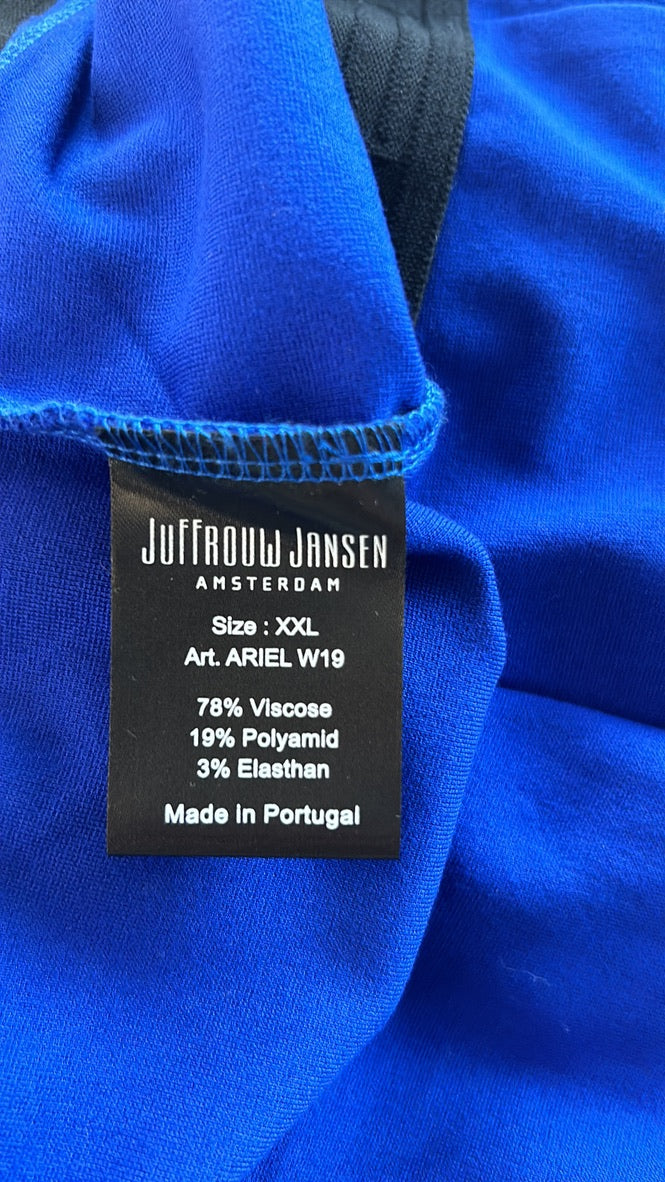 JUFFROUW JANSEN
AMSTERDAM
Size : XXL
Art. ARIEL W19
78% Viscose
19% Polyamid
3% Elasthan
Made in Portugal